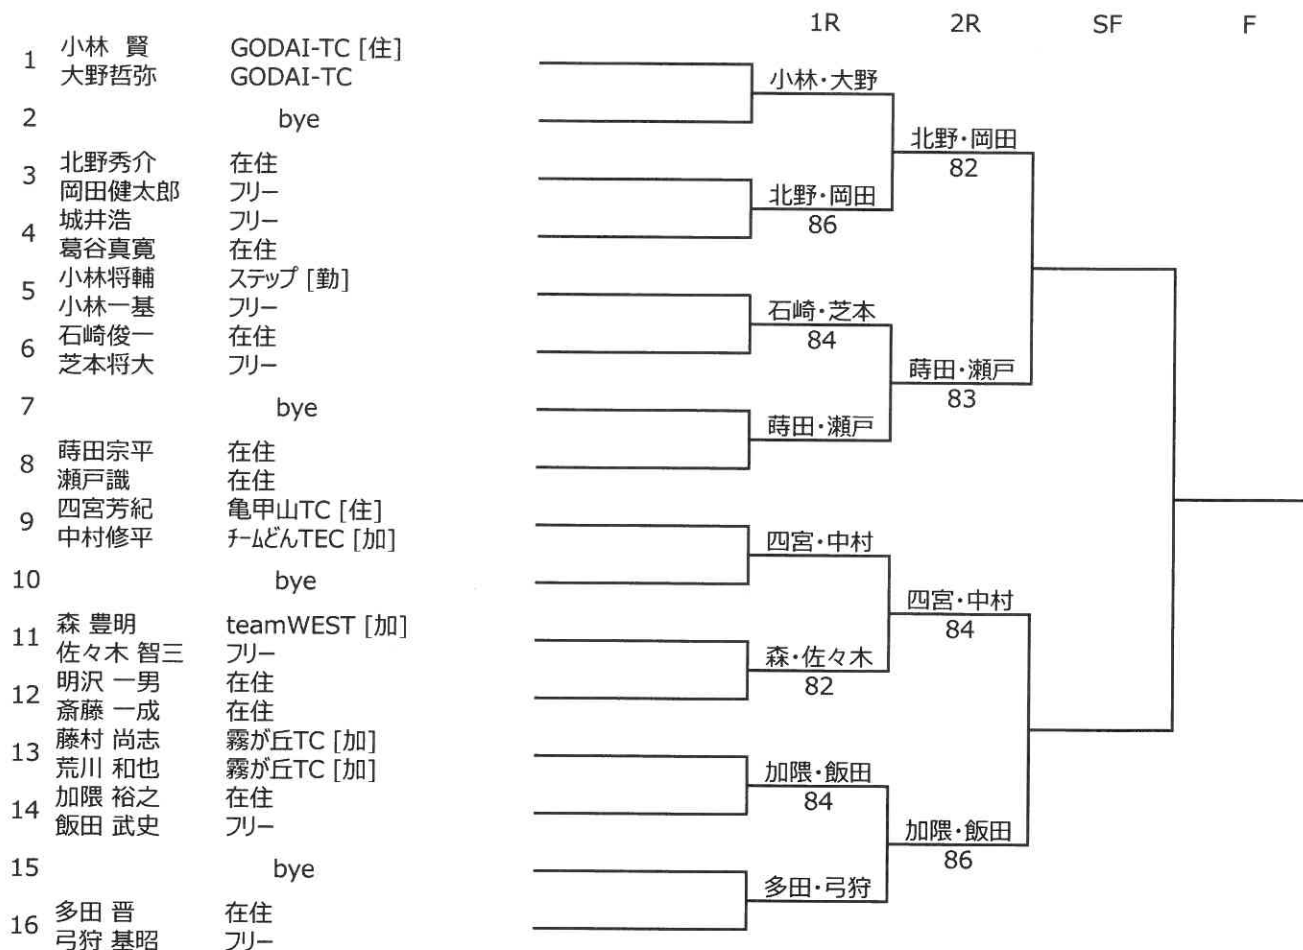 1R 2R SF F
1 小林 賢 GODAI-TC [住]
大野哲弥 GODAI-TC
小林・大野
2 bye
北野・岡田
82
3 北野秀介 在住
岡田健太郎 フリー
北野・岡田
86
4 城井浩 フリー
葛谷真寛 在住
5 小林将輔 ステップ [勤]
小林一基 フリー
石崎・芝本
84
6 石崎俊一 在住
芝本将大 フリー
蒔田・瀬戸
83
7 bye
蒔田・瀬戸
8 蒔田宗平 在住
瀬戸識 在住
9 四宮芳紀 亀甲山TC [住]
中村修平 チームどんTEC [加]
四宮・中村
10 bye
四宮・中村
84
11 森 豊明 teamWEST [加]
佐々木 智三 フリー
森・佐々木
82
12 明沢 一男 在住
斎藤 一成 在住
13 藤村 尚志 霧が丘TC [加]
荒川 和也 霧が丘TC [加]
加隈・飯田
84
14 加隈 裕之 在住
飯田 武史 フリー
加隈・飯田
86
15 bye
多田・弓狩
16 多田 晋 在住
弓狩 基昭 フリー